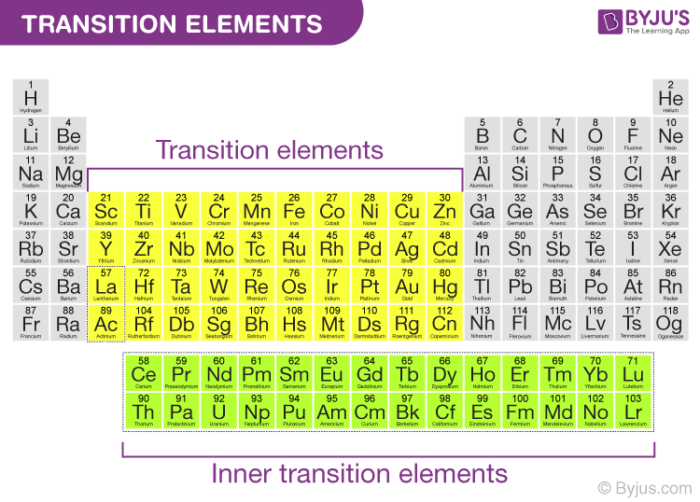 TRANSITION ELEMENTS
BYJU'S
The Learning App
1 2
H He
Hydrogen Helium
3 4 5 6 7 8 9 10
Li Be B C N O F Ne
Litium Beryllium Boron Carbon Nitrogen Oxygen Fluorine Neon
Transition elements
11 12 13 14 15 16 17 18
Na Mg Al Si P S Cl Ar
Sodium Magnesium Aluminium Silicon Phosphorous Sulfur Chlorine Argon
19 20 21 22 23 24 25 26 27 28 29 30 31 32 33 34 35 36
K Ca Sc Ti V Cr Mn Fe Co Ni Cu Zn Ga Ge As Se Br Kr
Potassium Calcium Scandium Titanium Vanadium Chromium Manganese Iron Cobalt Nickel Copper Zinc Gallium Germanium Arsenic Selenium Bromine Krypton
37 38 39 40 41 42 43 44 45 46 47 48 49 50 51 52 53 54
Rb Sr Y Zr Nb Mo Tc Ru Rh Pd Ag Cd In Sn Sb Te I Xe
Rubidium Strontium Yttrium Zirconium Niobium Molybdenium Technetium Ruthenium Rhodium Palladium Silver Cadmium Indium Tin Antimony Tellurium Iodine Xenon
55 56 57 72 73 74 75 76 77 78 79 80 81 82 83 84 85 86
Cs Ba La Hf Ta W Re Os Ir Pt Au Hg Tl Pb Bi Po At Rn
Caesium Barium Lantharum Hafnium Tantalum Tungsten Rhenium Osmium Iridium Platinum Gold Mercury Thallium Lead Bismuth Polonium Astatine Radon
87 88 89 104 105 106 107 108 109 110 111 112 113 114 115 116 117 118
Fr Ra Ac Rf Db Sg Bh Hs Mt Ds Rg Cn Nh Fl Mc Lv Ts Og
Francium Radium Actinium Rutherfordium Dubnium Seaborgium Bohrium Hassium Meitnerium Darmstadium Roentgenium Copernicium Nihonium Flerovium Moscovium Livermorium Tennessine Oganesson
58 59 60 61 62 63 64 65 66 67 68 69 70 71
Ce Pr Nd Pm Sm Eu Gd Tb Dy Ho Er Tm Yb Lu
Cerium Praseodymium Neodymium Promethium Samarium Europium Gadolinium Terbium Dysprosium Holmium Erbium Thulium Ytterbium Lutetium
90 91 92 93 94 95 96 97 98 99 100 101 102 103
Th Pa U Np Pu Am Cm Bk Cf Es Fm Md No Lr
Thorium Protactinium Uranium Neptunium Plutonium Americium Curium Berkelium Californium Einsteinium Fermium Mendelevium Nobelium Lawrencium
Inner transition elements
© Byjus.com